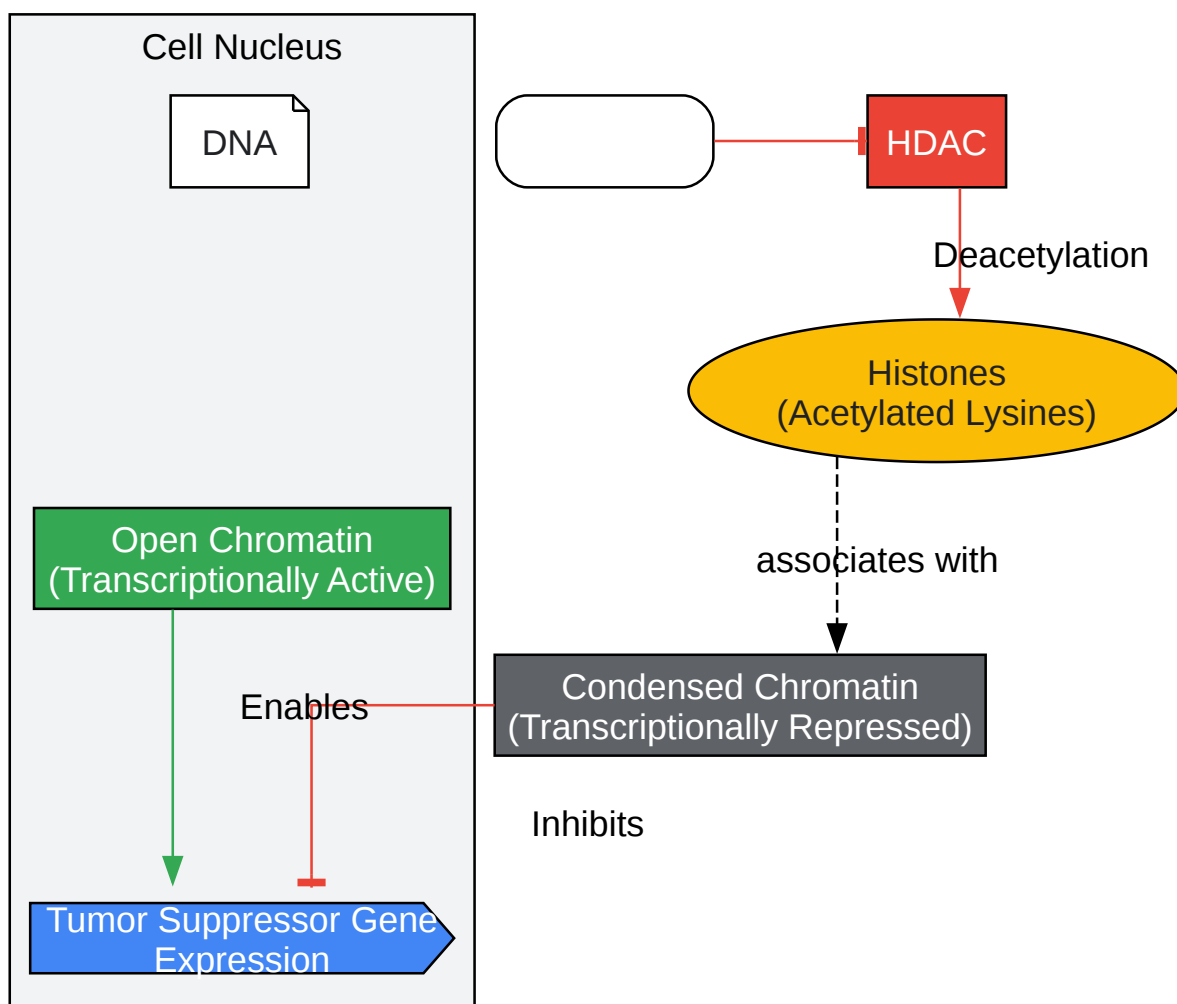 Cell Nucleus
DNA
HDAC
Deacetylation
Histones
(Acetylated Lysines)
Open Chromatin
(Transcriptionally Active)
associates with
Enables
Condensed Chromatin
(Transcriptionally Repressed)
Inhibits
Tumor Suppressor Gene
Expression